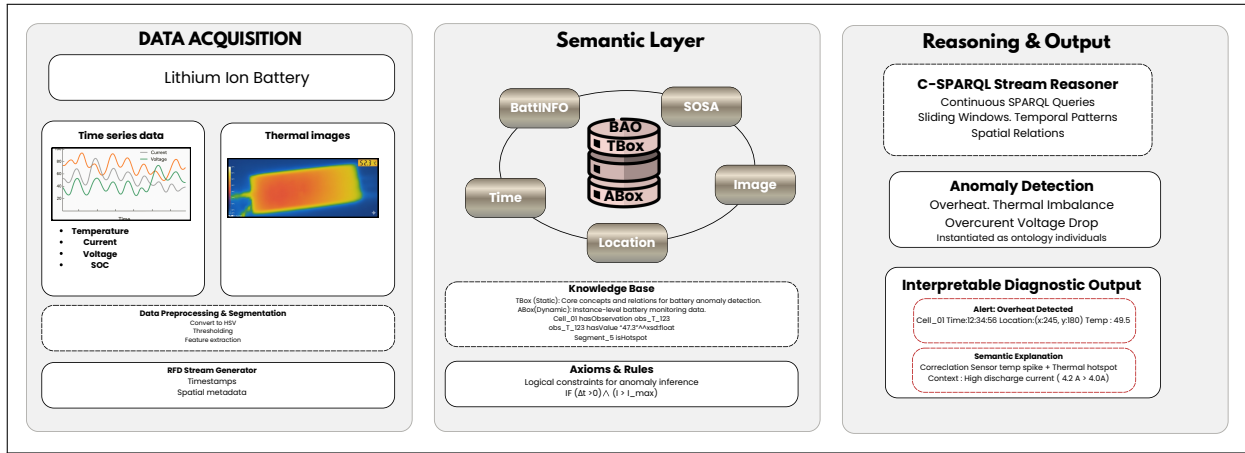 DATA ACQUISITION
Lithium Ion Battery
Time series data
Current
Voltage
80
60
40
20
Time
• Temperature
• Current
• Voltage
• SOC
Thermal images
Data Preprocessing & Segmentation
Convert to HSV
Thresholding
Feature extraction
RFD Stream Generator
Timestamps
Spatial metadata
Semantic Layer
BattINFO
SOSA
BAO
TBox
ABox
Time
Image
Location
Knowledge Base
TBox (Static): Core concepts and relations for battery anomaly detection.
ABox(Dynamic): Instance-level battery monitoring data.
Cell_01 hasObservation obs_T_123
obs_T_123 hasValue "47.3"^^xsd:float
Segment_5 isHotspot
Axioms & Rules
Logical constraints for anomaly inference
IF (Δt >0) ∧ (I > I_max)
Reasoning & Output
C-SPARQL Stream Reasoner
Continuous SPARQL Queries
Sliding Windows. Temporal Patterns
Spatial Relations
Anomaly Detection
Overheat. Thermal Imbalance
Overcurent Voltage Drop
Instantiated as ontology individuals
Interpretable Diagnostic Output
Alert: Overheat Detected
Cell_01 Time:12:34:56 Location:(x:245, y:180) Temp : 49.5
Semantic Explanation
Correclation Sensor temp spike + Thermal hotspot
Context : High discharge current ( 4.2 A > 4.0A)